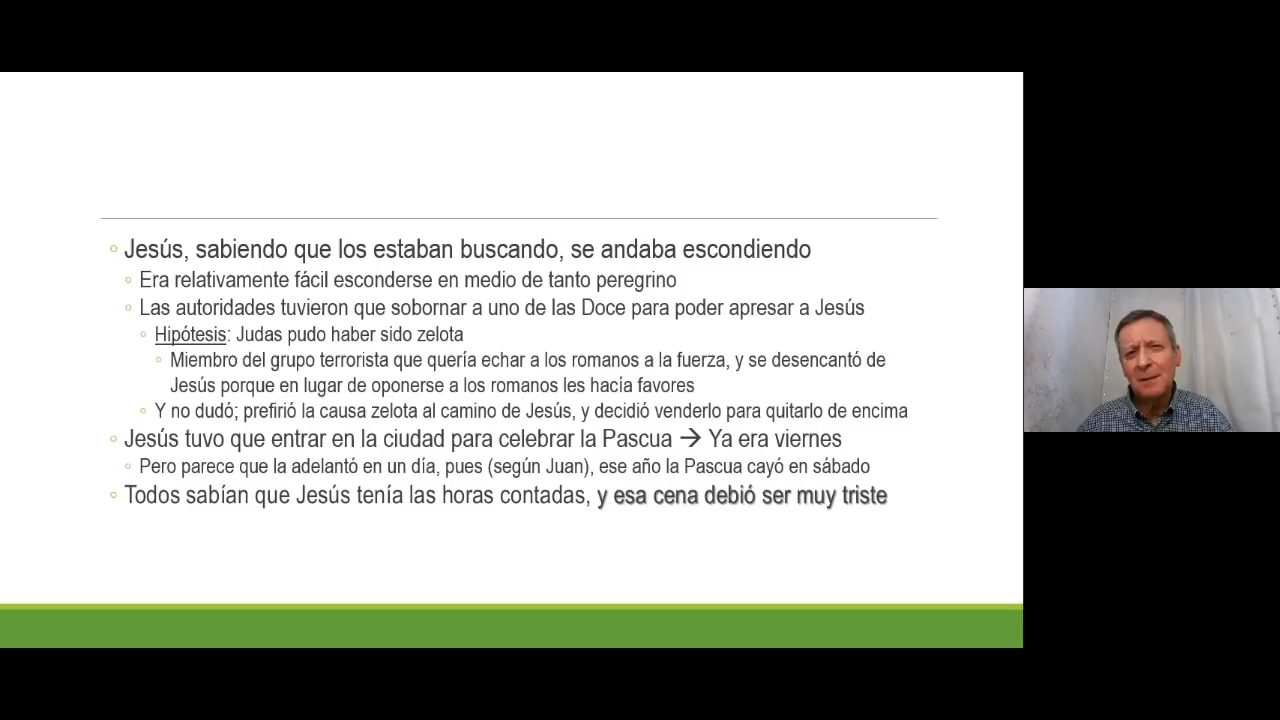 Jesús, sabiendo que los estaban buscando, se andaba escondiendo
Era relativamente fácil esconderse en medio de tanto peregrino
Las autoridades tuvieron que sobornar a uno de las Doce para poder apresar a Jesús
Hipótesis: Judas pudo haber sido zelota
Miembro del grupo terrorista que quería echar a los romanos a la fuerza, y se desencantó de
Jesús porque en lugar de oponerse a los romanos les hacía favores
Y no dudó; prefirió la causa zelota al camino de Jesús, y decidió venderlo para quitarlo de encima
Jesús tuvo que entrar en la ciudad para celebrar la Pascua → Ya era viernes
Pero parece que la adelantó en un día, pues (según Juan), ese año la Pascua cayó en sábado
Todos sabían que Jesús tenía las horas contadas, y esa cena debió ser muy triste